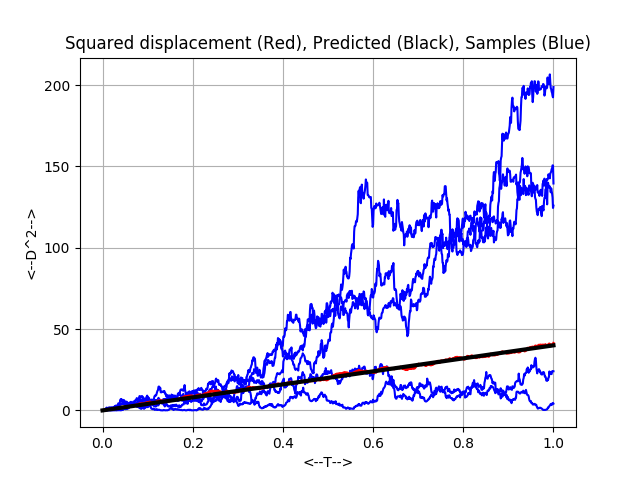 Squared displacement (Red), Predicted (Black), Samples (Blue)
200
150
100
50
0
<--D^2-->
0.0 0.2 0.4 0.6 0.8 1.0
<--T-->